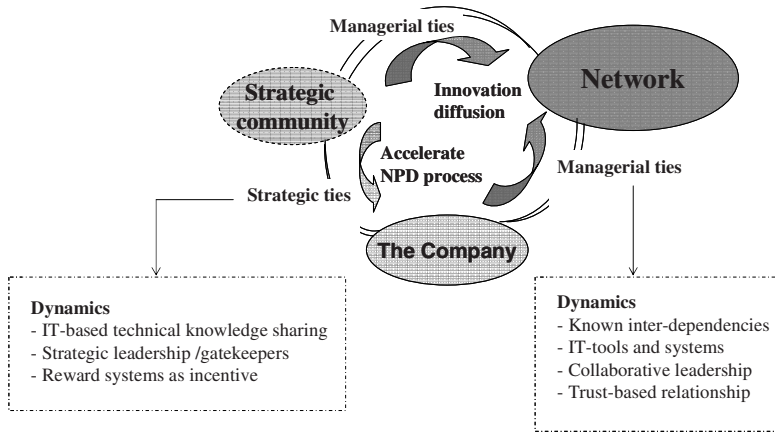 Managerial ties
Network
Strategic
community
Innovation
diffusion
Accelerate
NPD process
Managerial ties
Strategic ties
The Company
Dynamics
- IT-based technical knowledge sharing
- Strategic leadership /gatekeepers
- Reward systems as incentive
Dynamics
- Known inter-dependencies
- IT-tools and systems
- Collaborative leadership
- Trust-based relationship